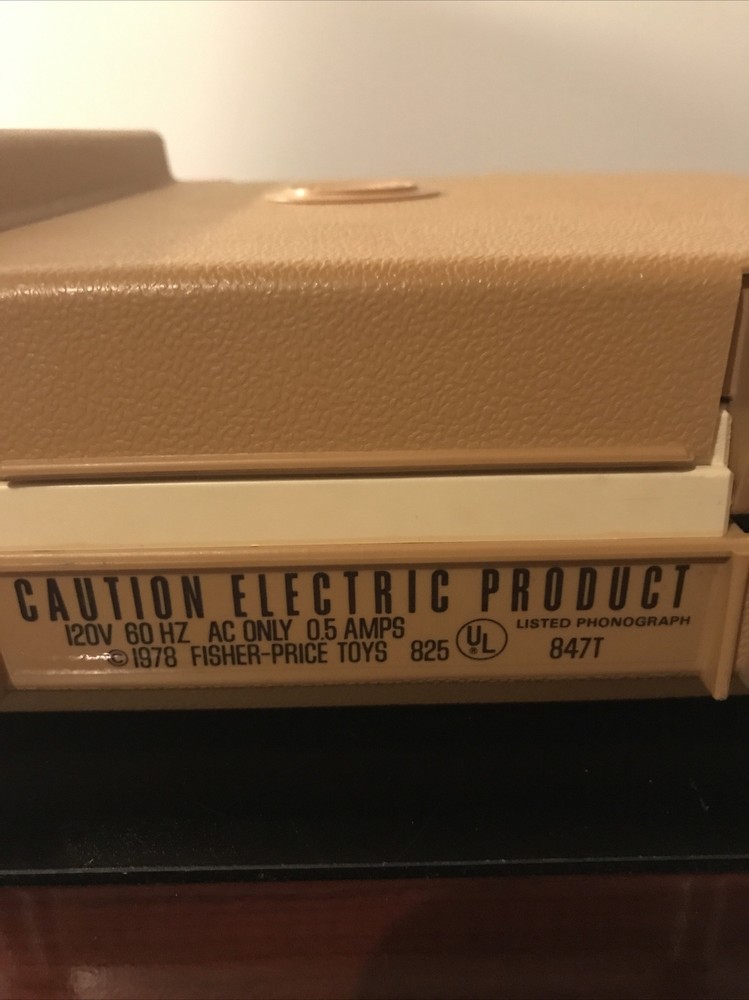 CAUTION ELECTRIC PRODUCT
120V 60 HZ AC ONLY 0.5 AMPS
© 1978 FISHER-PRICE TOYS 825
UL ®
LISTED PHONOGRAPH
847T